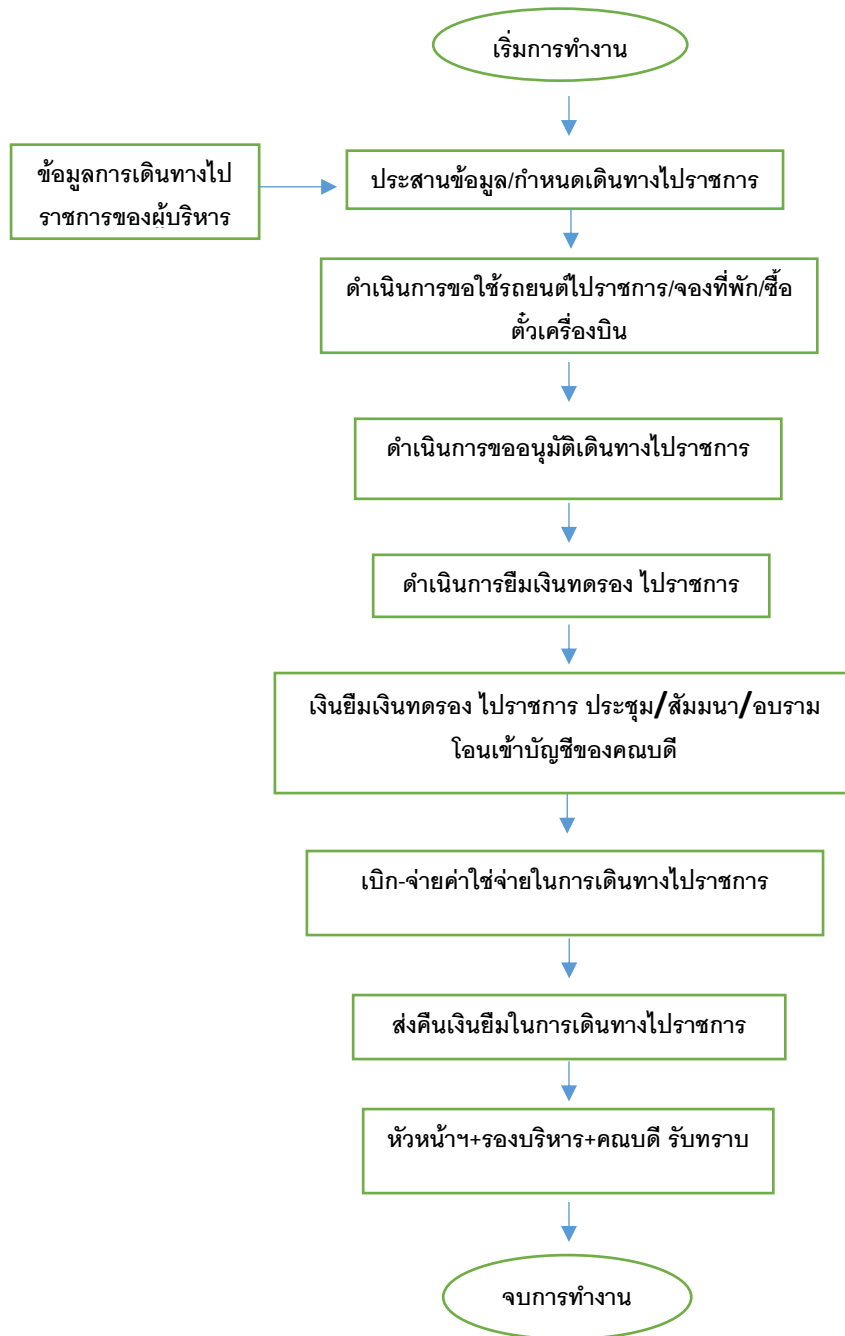 เริ่มการทำงาน
ข้อมูลการเดินทางไป
ราชการของผู้บริหาร
ประสานข้อมูล/กำหนดเดินทางไปราชการ
ดำเนินการขอใช้รถยนต์ไปราชการ/จองที่พัก/ซื้อ
ตั๋วเครื่องบิน
ดำเนินการขออนุมัติเดินทางไปราชการ
ดำเนินการยืมเงินทดรอง ไปราชการ
เงินยืมเงินทดรอง ไปราชการ ประชุม/สัมมนา/อบราม
โอนเข้าบัญชีของคณบดี
เบิก-จ่ายค่าใช่จ่ายในการเดินทางไปราชการ
ส่งคืนเงินยืมในการเดินทางไปราชการ
หัวหน้าฯ+รองบริหาร+คณบดี รับทราบ
จบการทำงาน